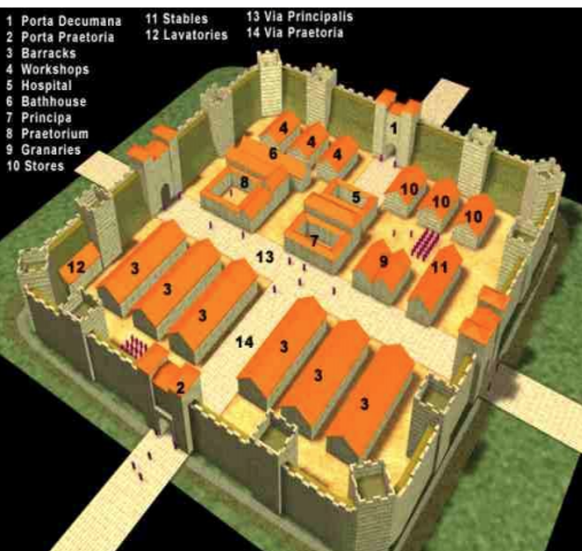 1 Porta Decumana
2 Porta Praetoria
3 Barracks
4 Workshops
5 Hospital
6 Bathhouse
7 Principa
8 Praetorium
9 Granaries
10 Stores
11 Stables
12 Lavatories
13 Via Principalis
14 Via Praetoria
1
4
4
4
6
8
5
10
10
10
7
13
9
11
12
3
3
3
14
3
3
3
2